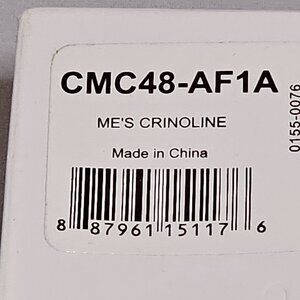 CMC48-AF1A
ME'S CRINOLINE
Made in China
8 87961 15117 6
0155-0076